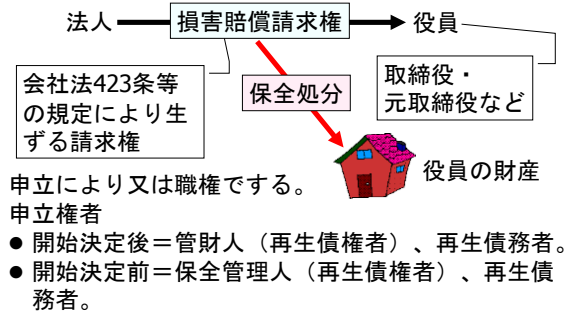 法人 損害賠償請求権 役員
会社法423条等
の規定により生
ずる請求権
保全処分
取締役・
元取締役など
役員の財産
申立により又は職権でする。
申立権者
● 開始決定後＝管財人（再生債権者）、再生債務者。
● 開始決定前＝保全管理人（再生債権者）、再生債
務者。